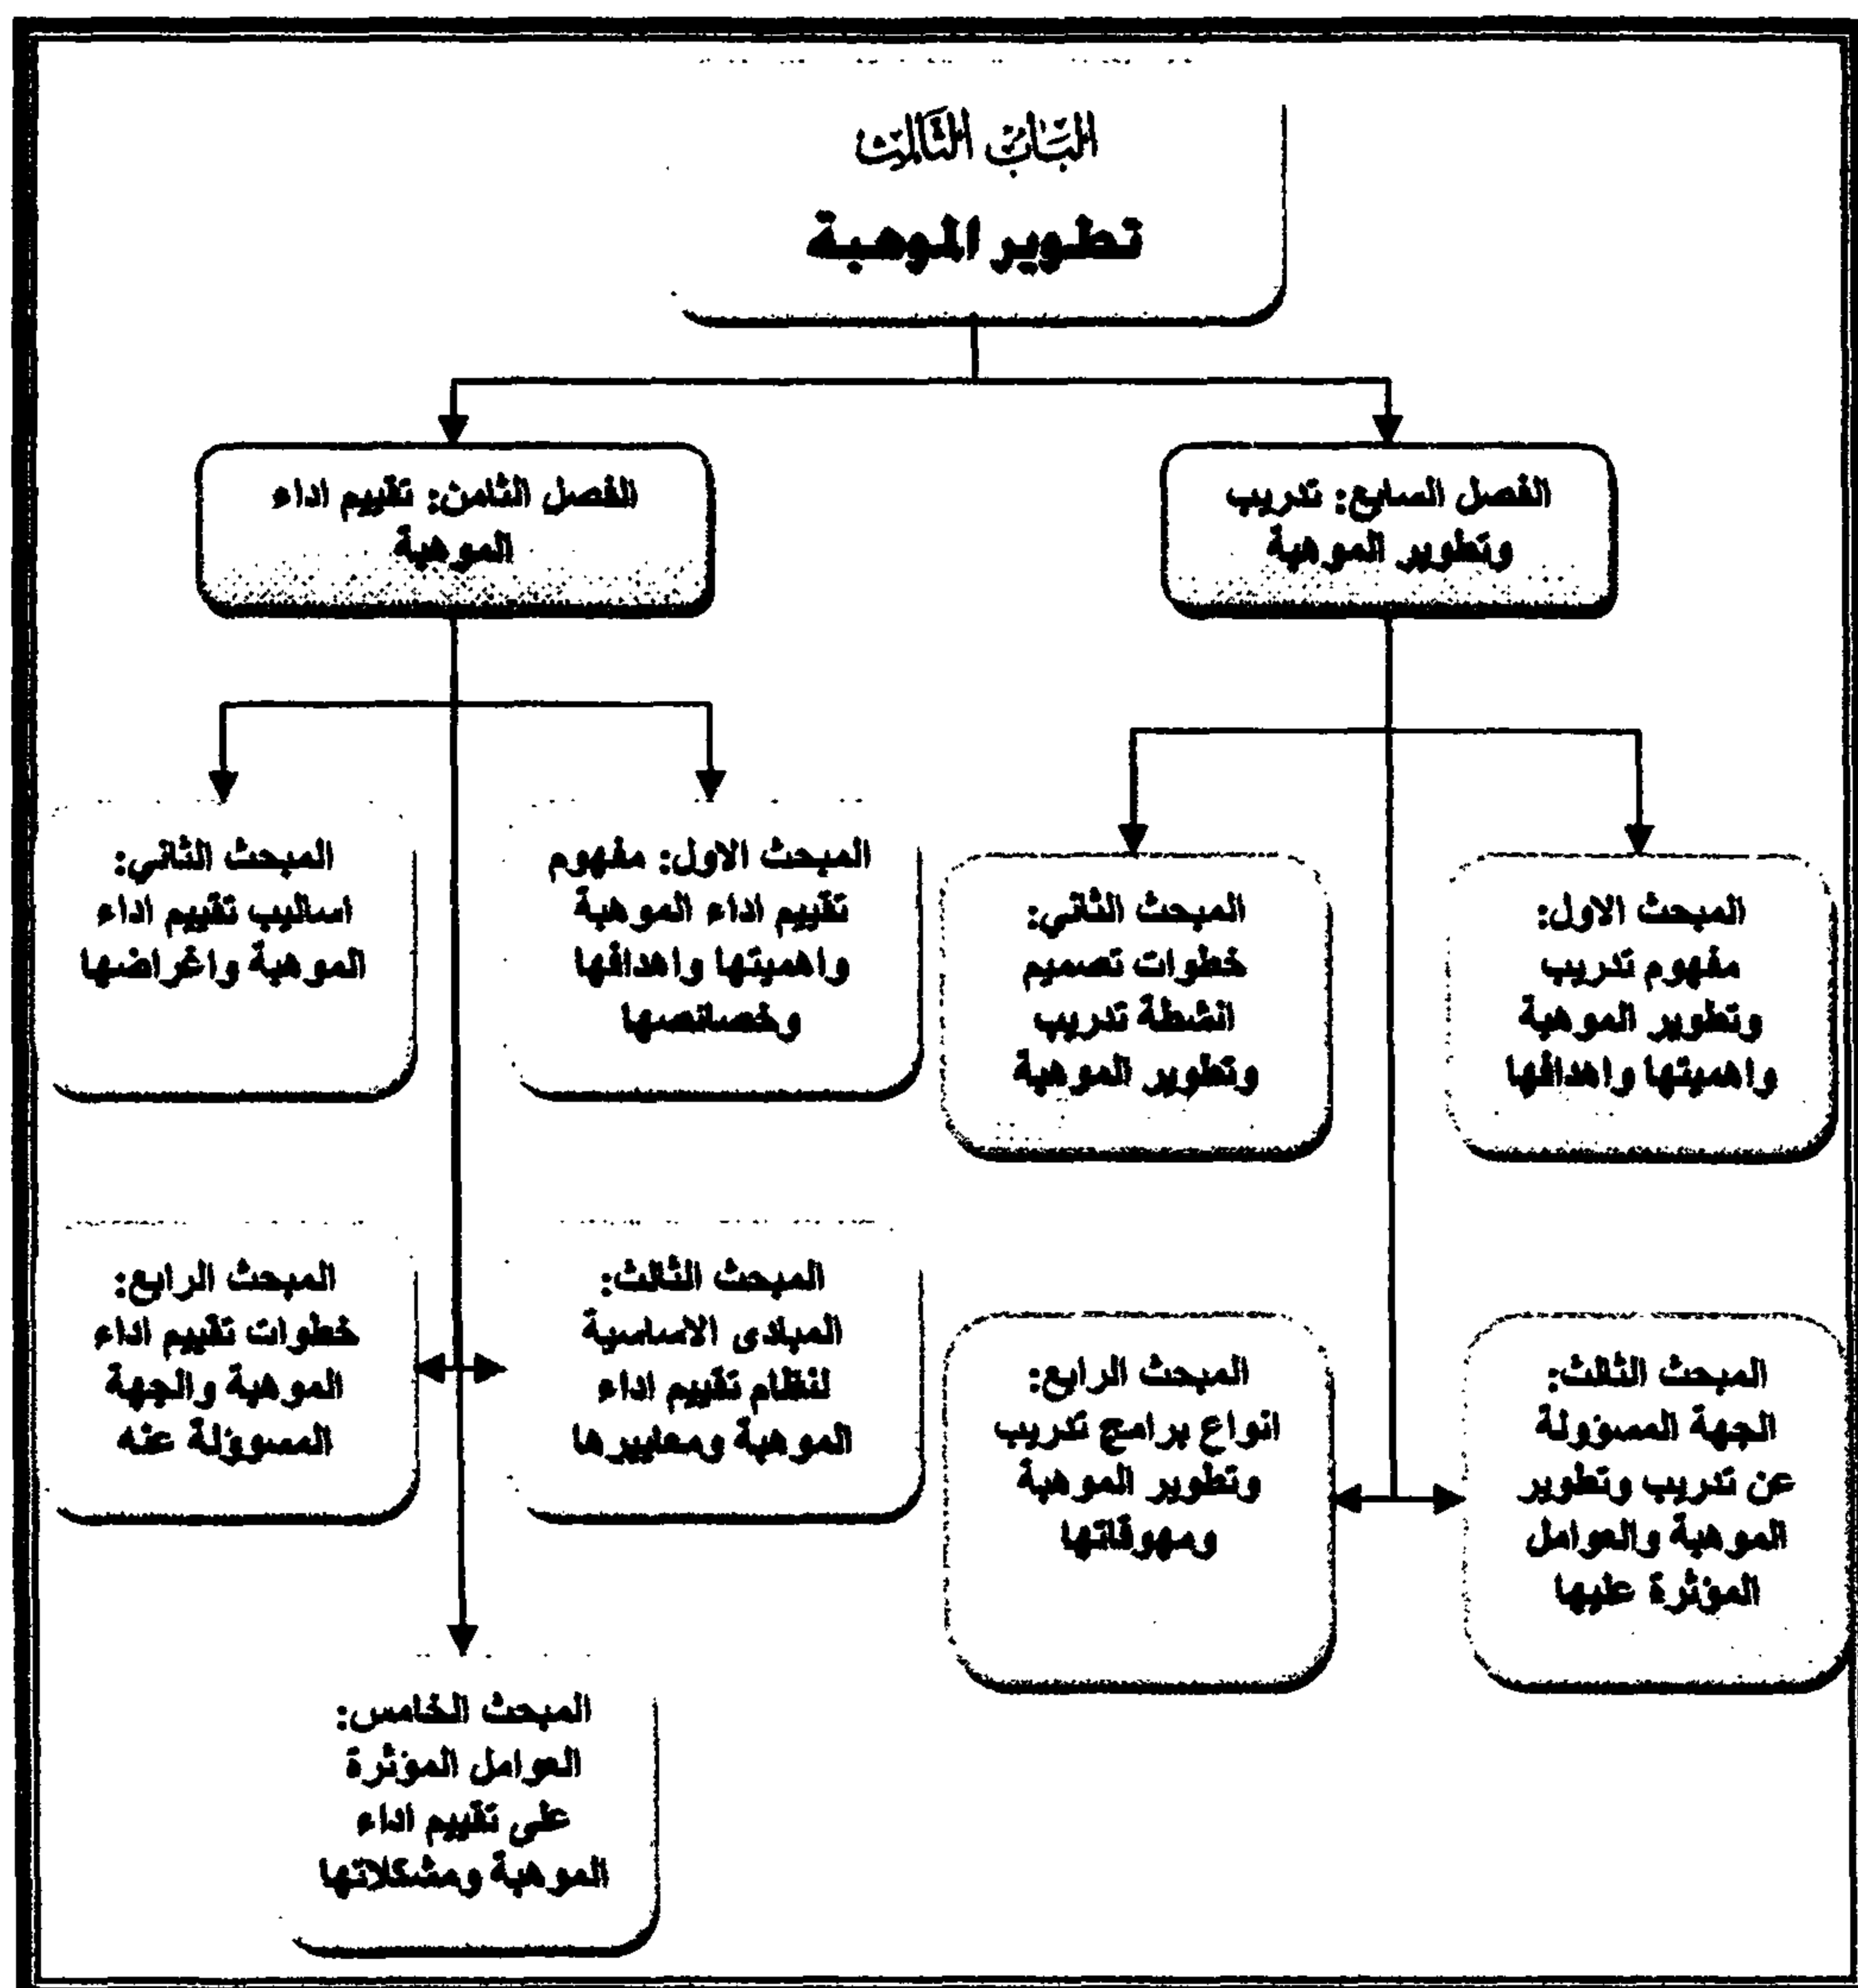 الباب الثالث
تطوير الموهبة
الفصل السابع: تدريب
وتطوير الموهبة
المبحث الاول:
مفهوم تدريب
وتطوير الموهبة
واهميتها واهدافها
المبحث الثاني:
خطوات تصميم
انشطة تدريب
وتطوير الموهبة
المبحث الثالث:
الجهة المسؤولة
عن تدريب وتطوير
الموهبة والعوامل
المؤثرة عليها
المبحث الرابع:
انواع برامج تدريب
وتطوير الموهبة
ومهوقاتها
الفصل الثامن: تقييم اداء
الموهبة
المبحث الاول: مفهوم
تقييم اداء الموهبة
واهميتها واهدافها
وخصائصها
المبحث الثاني:
اساليب تقييم اداء
الموهبة واغراضها
المبحث الثالث:
المبادى الاساسية
لنظام تقييم اداء
الموهبة ومعاييرها
المبحث الرابع:
خطوات تقييم اداء
الموهبة والجهة
المسوؤلة عنه
المبحث الخامس:
العوامل المؤثرة
على تقييم اداء
الموهبة ومشكلاتها